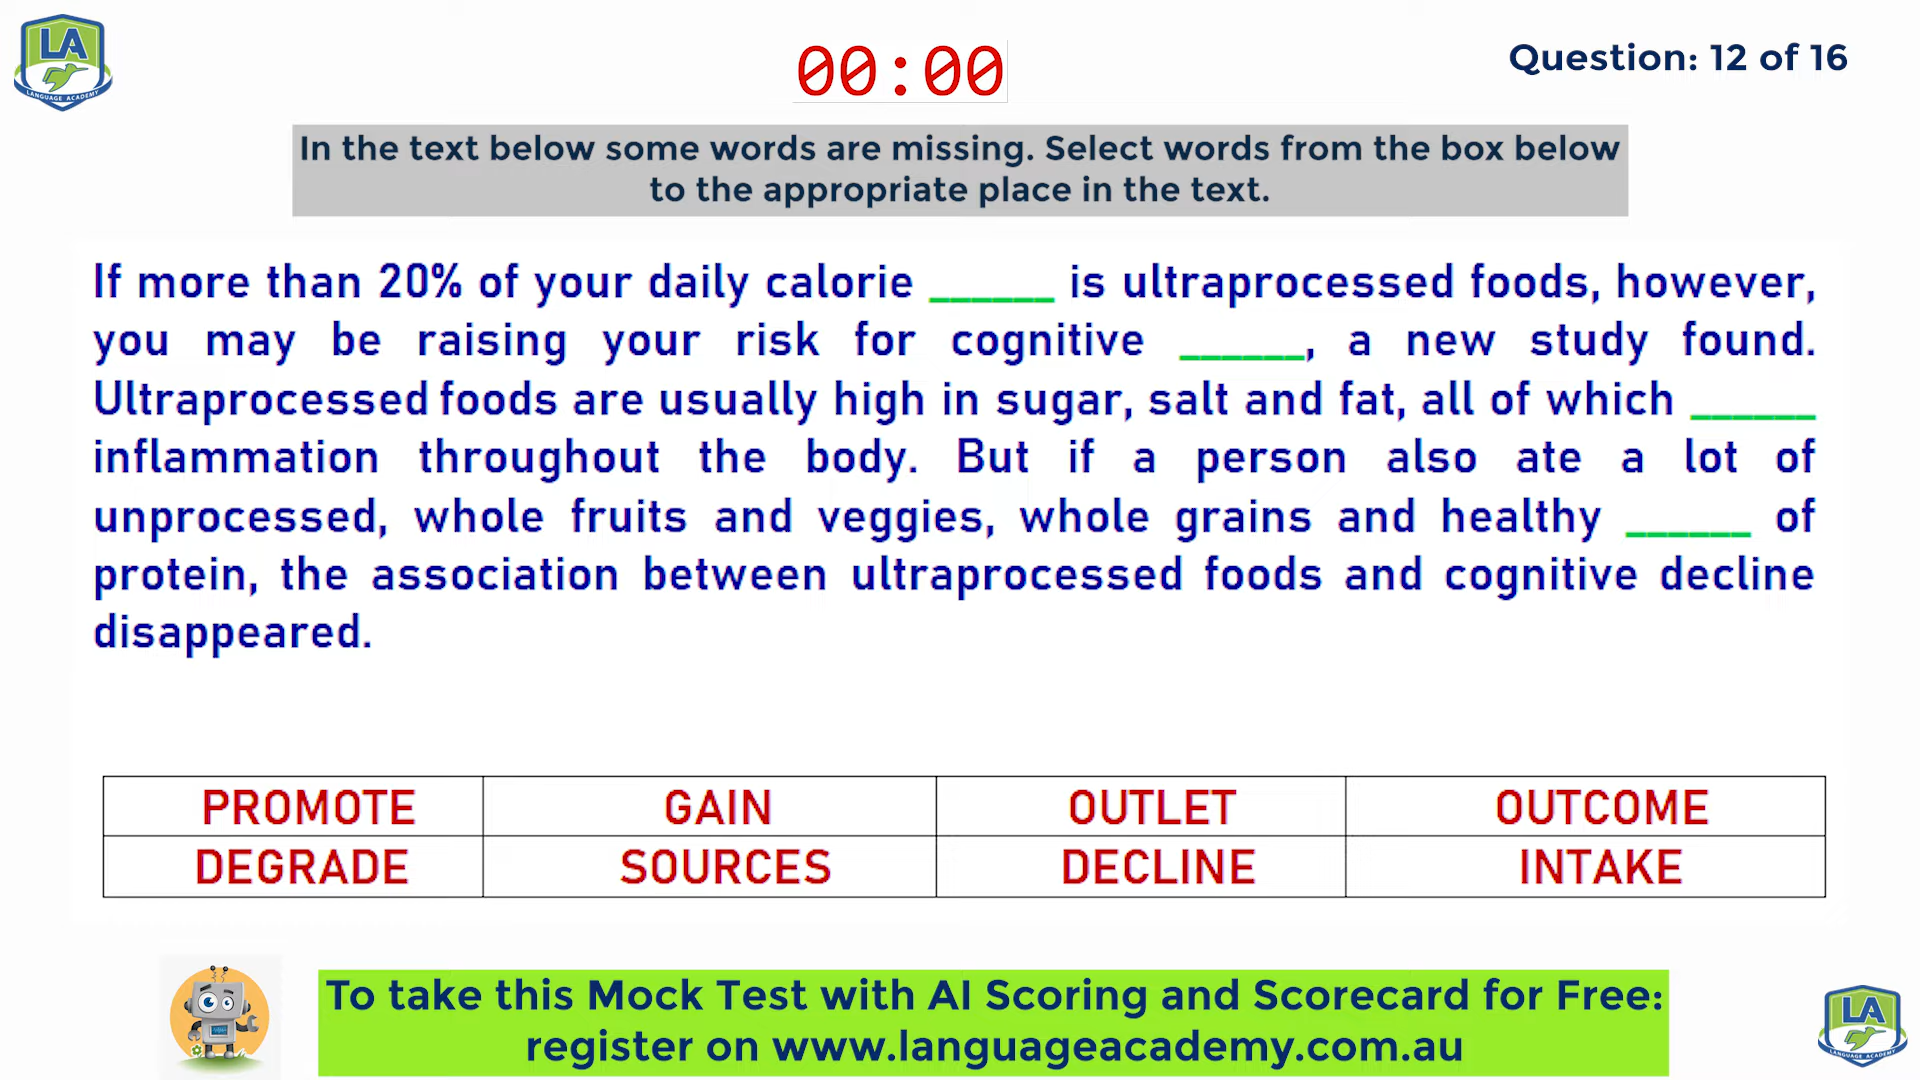 LA
LANGUAGE ACADEMY
00:00
Question: 12 of 16
In the text below some words are missing. Select words from the box below
to the appropriate place in the text.
If more than 20% of your daily calorie ______ is ultraprocessed foods, however,
you may be raising your risk for cognitive ______, a new study found.
Ultraprocessed foods are usually high in sugar, salt and fat, all of which ______
inflammation throughout the body. But if a person also ate a lot of
unprocessed, whole fruits and veggies, whole grains and healthy ______ of
protein, the association between ultraprocessed foods and cognitive decline
disappeared.
PROMOTE GAIN OUTLET OUTCOME
DEGRADE SOURCES DECLINE INTAKE
To take this Mock Test with AI Scoring and Scorecard for Free:
register on www.languageacademy.com.au
LA
LANGUAGE ACADEMY